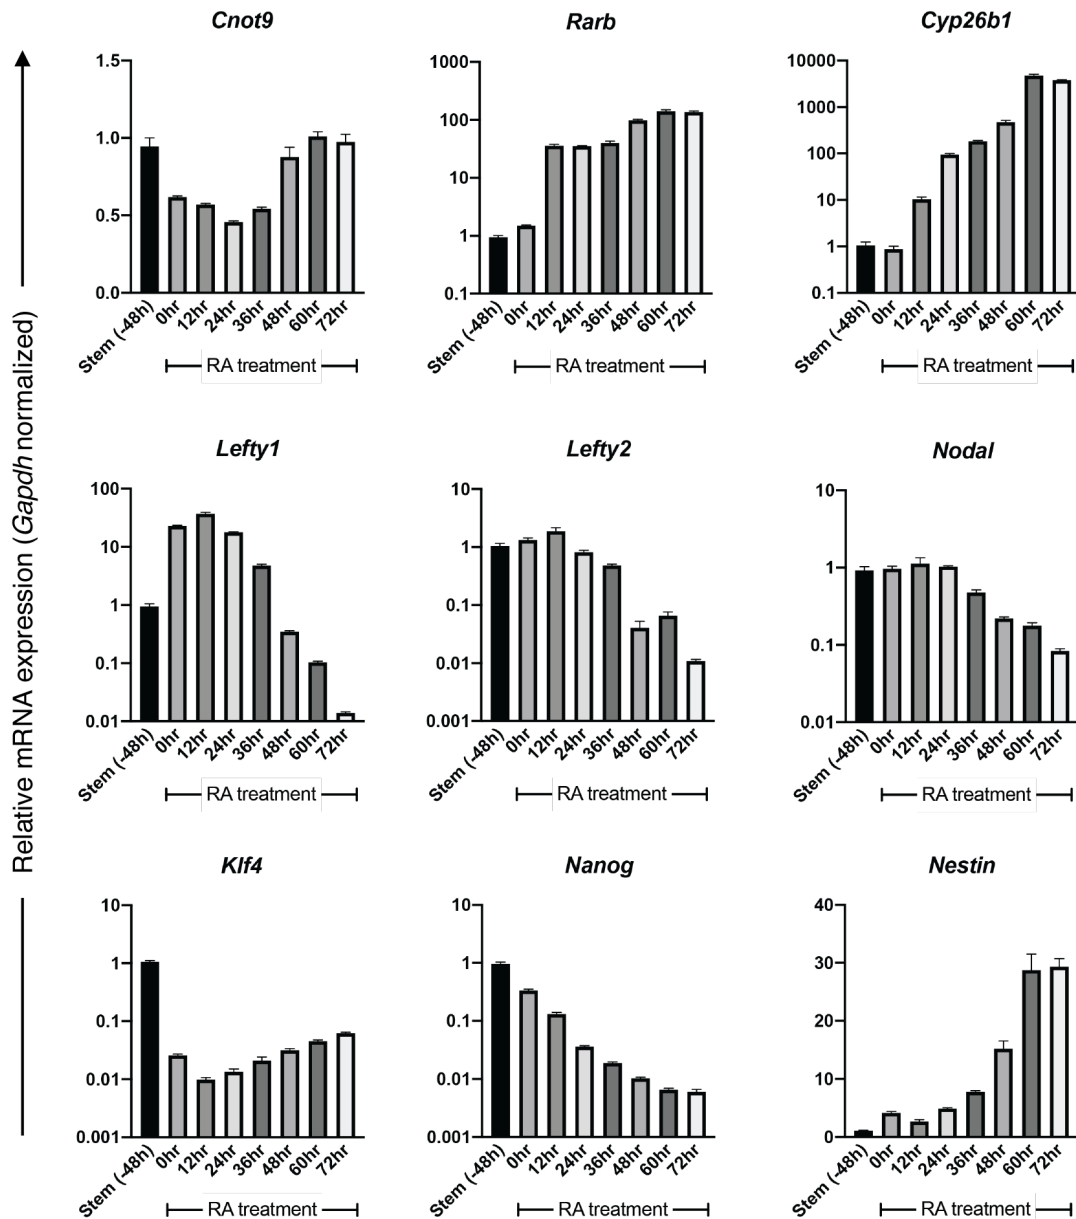 Relative mRNA expression (Gapdh normalized)
Cnot9
1.5
1.0
0.5
0.0
Stem (-48h)
0hr
12hr
24hr
36hr
48hr
60hr
72hr
RA treatment
Rarb
1000
100
10
1
0.1
Stem (-48h)
0hr
12hr
24hr
36hr
48hr
60hr
72hr
RA treatment
Cyp26b1
10000
1000
100
10
1
0.1
Stem (-48h)
0hr
12hr
24hr
36hr
48hr
60hr
72hr
RA treatment
Lefty1
100
10
1
0.1
0.01
Stem (-48h)
0hr
12hr
24hr
36hr
48hr
60hr
72hr
RA treatment
Lefty2
10
1
0.1
0.01
0.001
Stem (-48h)
0hr
12hr
24hr
36hr
48hr
60hr
72hr
RA treatment
Nodal
10
1
0.1
0.01
Stem (-48h)
0hr
12hr
24hr
36hr
48hr
60hr
72hr
RA treatment
Klf4
10
1
0.1
0.01
0.001
Stem (-48h)
0hr
12hr
24hr
36hr
48hr
60hr
72hr
RA treatment
Nanog
10
1
0.1
0.01
0.001
Stem (-48h)
0hr
12hr
24hr
36hr
48hr
60hr
72hr
RA treatment
Nestin
40
30
20
10
0
Stem (-48h)
0hr
12hr
24hr
36hr
48hr
60hr
72hr
RA treatment